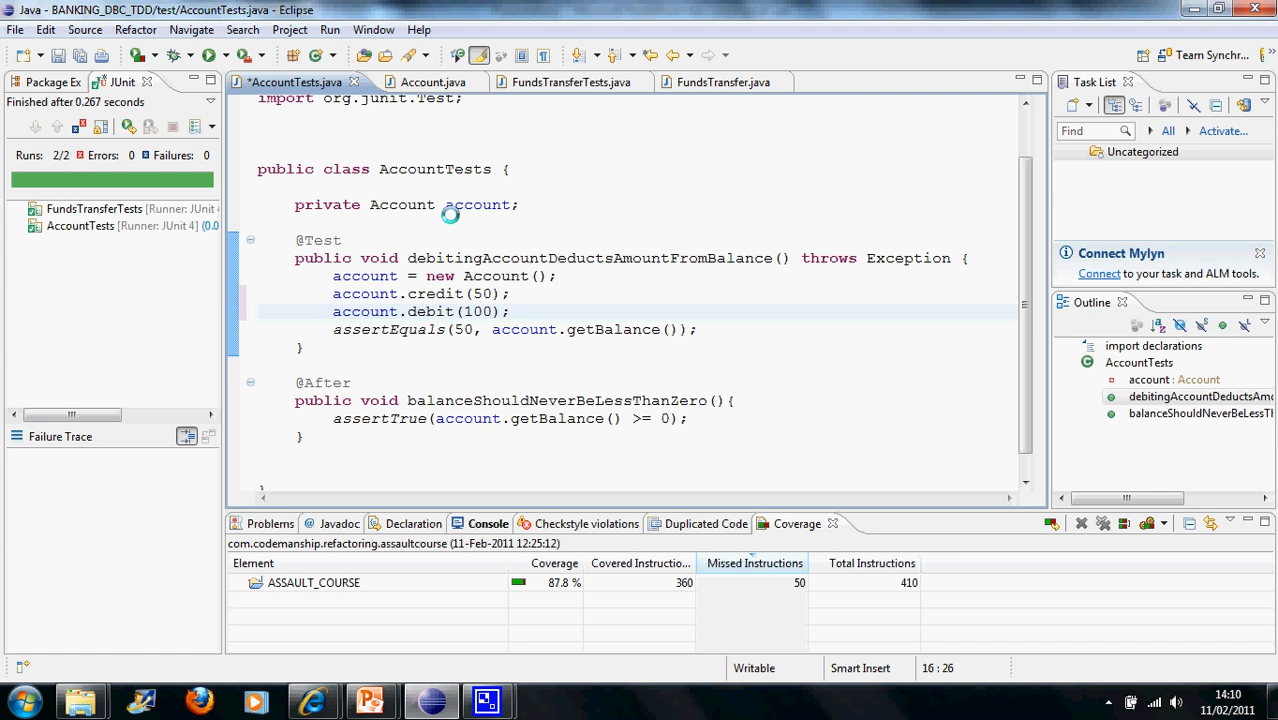 Java - BANKING_DBC_TDD/test/AccountTests.java - Eclipse
File Edit Source Refactor Navigate Search Project Run Window Help
Team Synchr...
Package Ex JUnit
*AccountTests.java Account.java FundsTransferTests.java FundsTransfer.java
Task List
Finished after 0.267 seconds
Runs: 2/2 Errors: 0 Failures: 0
FundsTransferTests [Runner: JUnit 4
AccountTests [Runner: JUnit 4] (0.0
Failure Trace
import org.junit.Test;
public class AccountTests {
private Account account;
@Test
public void debitingAccountDeductsAmountFromBalance() throws Exception {
account = new Account();
account.credit(50);
account.debit(100);
assertEquals(50, account.getBalance());
}
@After
public void balanceShouldNeverBeLessThanZero(){
assertTrue(account.getBalance() >= 0);
}
}
Find All Activate...
Uncategorized
Connect Mylyn
Connect to your task and ALM tools.
Outline
import declarations
AccountTests
account : Account
debitingAccountDeductsAmo
balanceShouldNeverBeLessTh
Problems Javadoc Declaration Console Checkstyle violations Duplicated Code Coverage
com.codemanship.refactoring.assaultcourse (11-Feb-2011 12:25:12)
Element Coverage Covered Instructio... Missed Instructions Total Instructions
ASSAULT_COURSE 87.8 % 360 50 410
Writable Smart Insert 16 : 26
14:10
11/02/2011